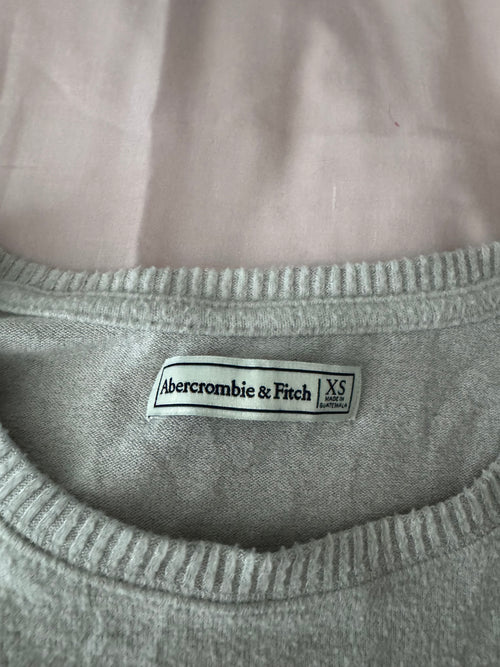 Abercrombie & Fitch
XS
MADE IN
GUATEMALA